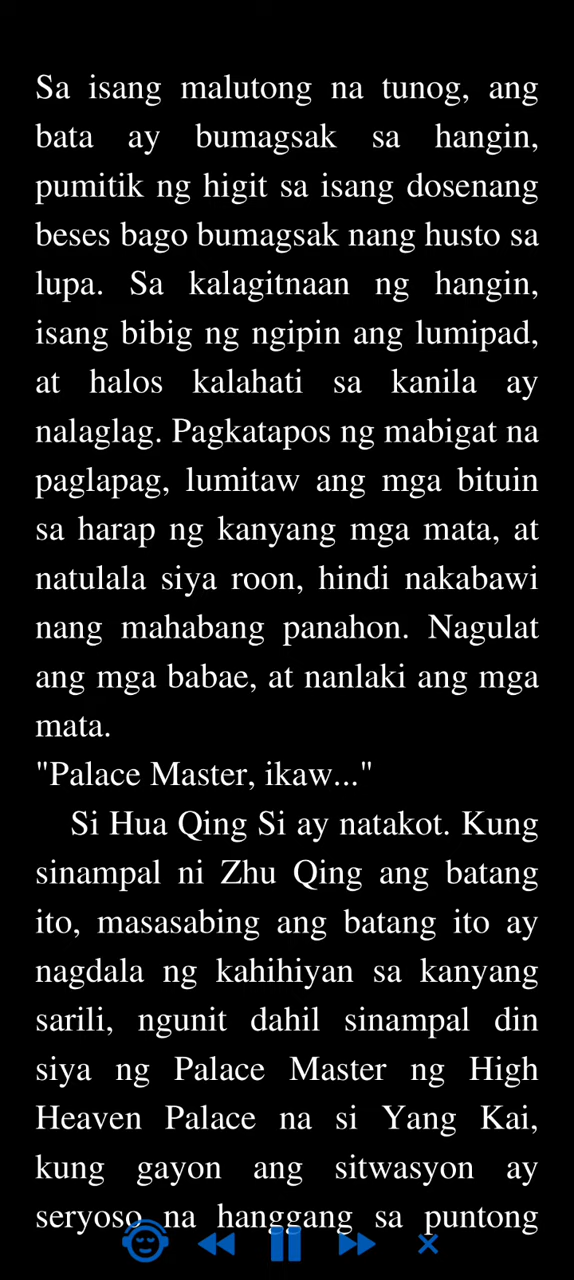 Sa isang malutong na tunog, ang
bata ay bumagsak sa hangin,
pumitik ng higit sa isang dosenang
beses bago bumagsak nang husto sa
lupa. Sa kalagitnaan ng hangin,
isang bibig ng ngipin ang lumipad,
at halos kalahati sa kanila ay
nalaglag. Pagkatapos ng mabigat na
paglapag, lumitaw ang mga bituin
sa harap ng kanyang mga mata, at
natulala siya roon, hindi nakabawi
nang mahabang panahon. Nagulat
ang mga babae, at nanlaki ang mga
mata.
"Palace Master, ikaw..."
Si Hua Qing Si ay natakot. Kung
sinampal ni Zhu Qing ang batang
ito, masasabing ang batang ito ay
nagdala ng kahihiyan sa kanyang
sarili, ngunit dahil sinampal din
siya ng Palace Master ng High
Heaven Palace na si Yang Kai,
kung gayon ang sitwasyon ay
seryoso na hanggang sa puntong